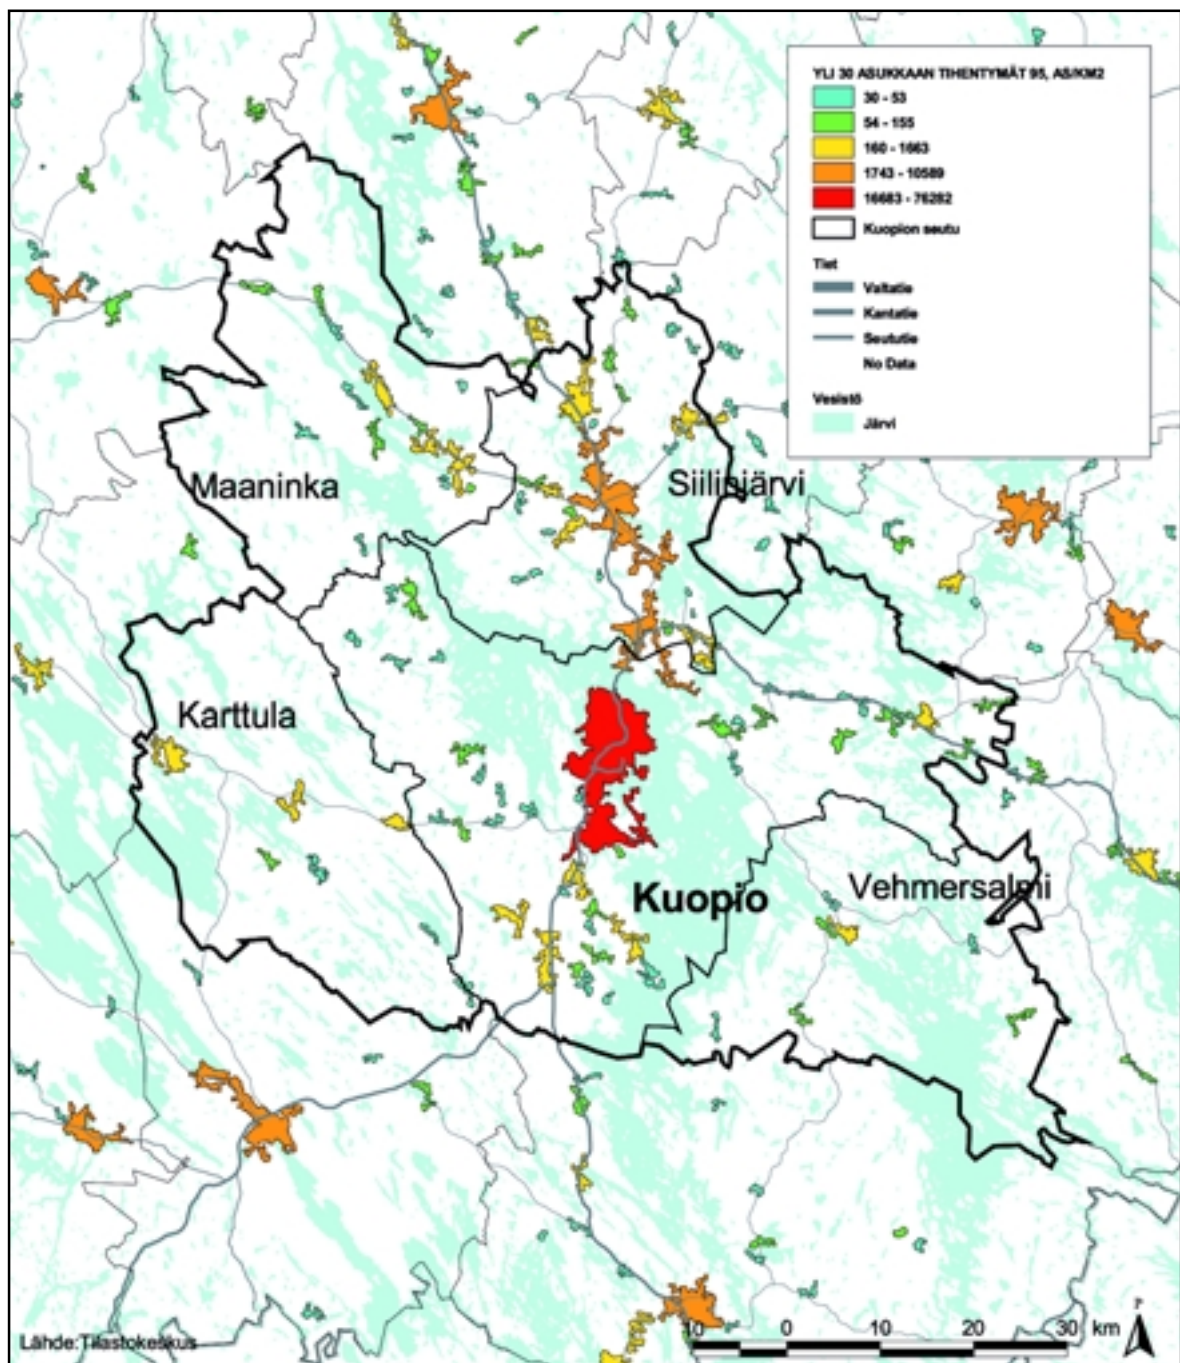 YLI 30 ASUKKAAN TIHENTYMÄT 95, AS/KM2
30 - 53
54 - 155
160 - 1663
1743 - 10589
16683 - 76282
Kuopion seutu
Tiet
Valtatie
Kantatie
Seututie
No Data
Vesistö
Järvi
Maaninka
Siilinjärvi
Karttula
Kuopio
Vehmersalmi
Lähde:Tilastokeskus
10 0 10 20 30 km
P